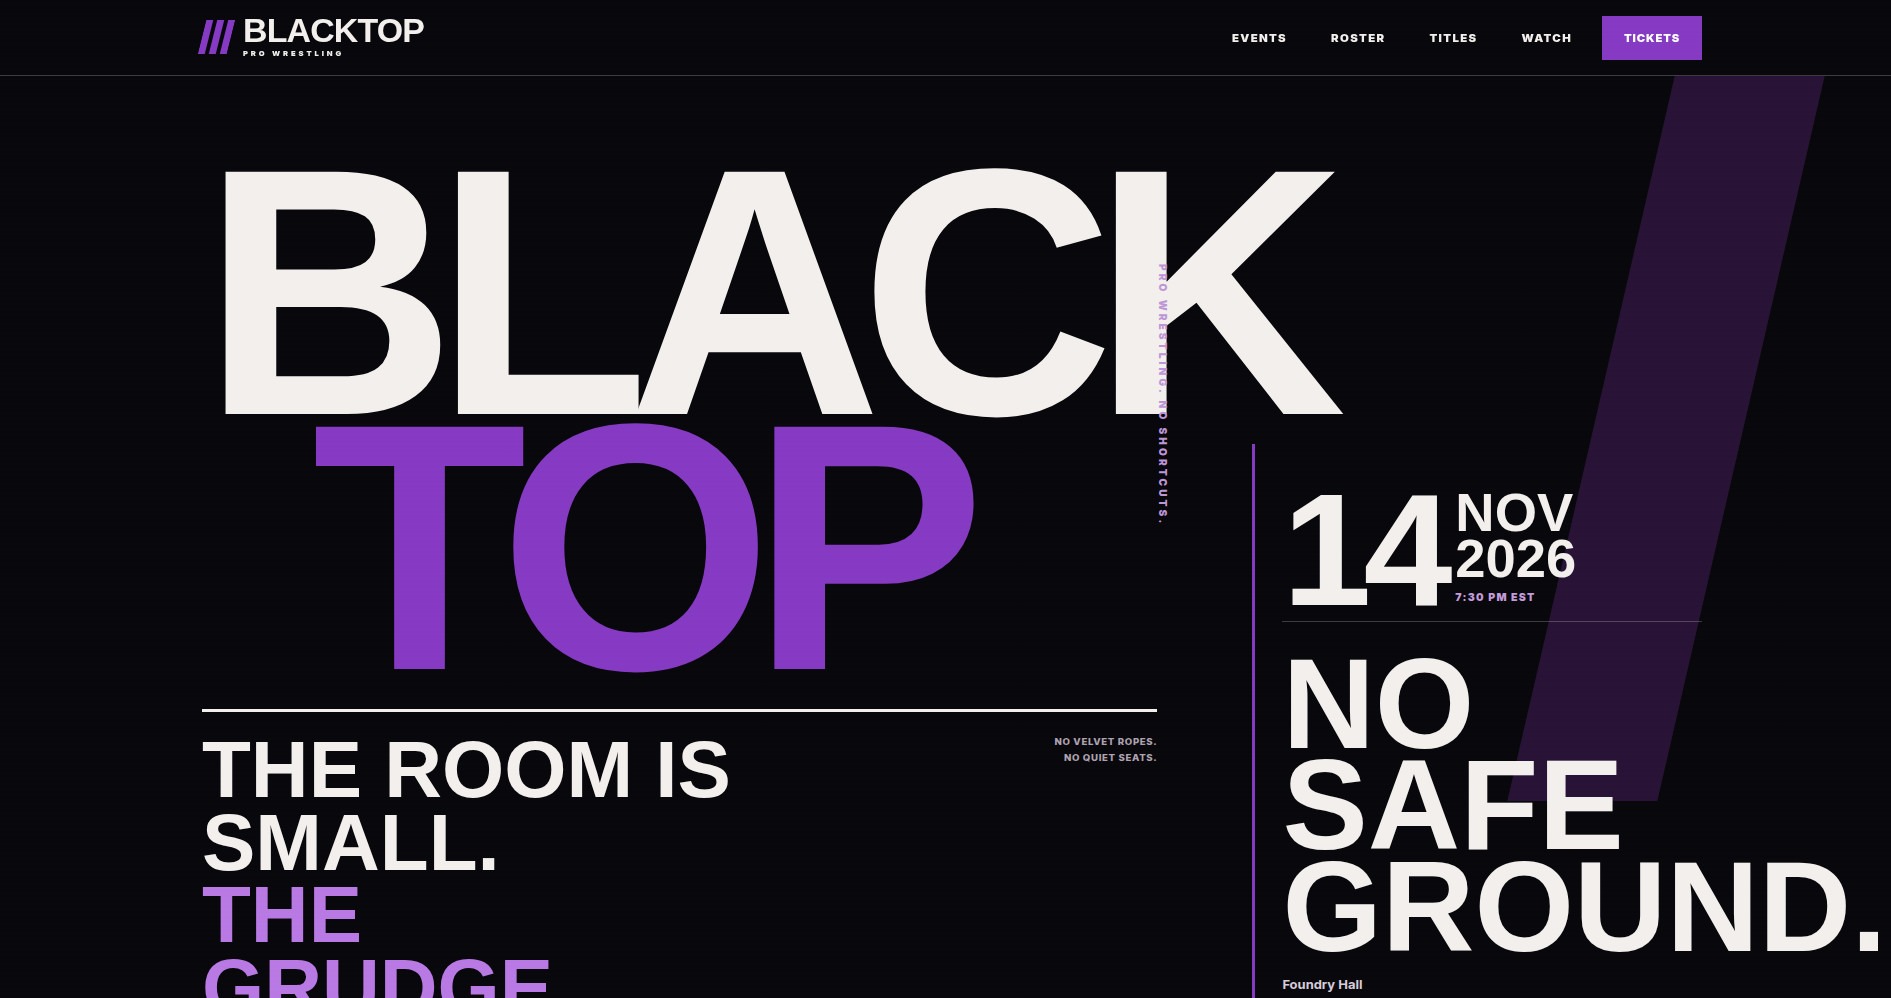 BLACKTOP
PRO WRESTLING
EVENTS
ROSTER
TITLES
WATCH
TICKETS
BLACK
TOP
PRO WRESTLING. NO SHORTCUTS.
THE ROOM IS
SMALL.
THE
GRUDGE
NO VELVET ROPES.
NO QUIET SEATS.
14
NOV
2026
7:30 PM EST
NO
SAFE
GROUND.
Foundry Hall